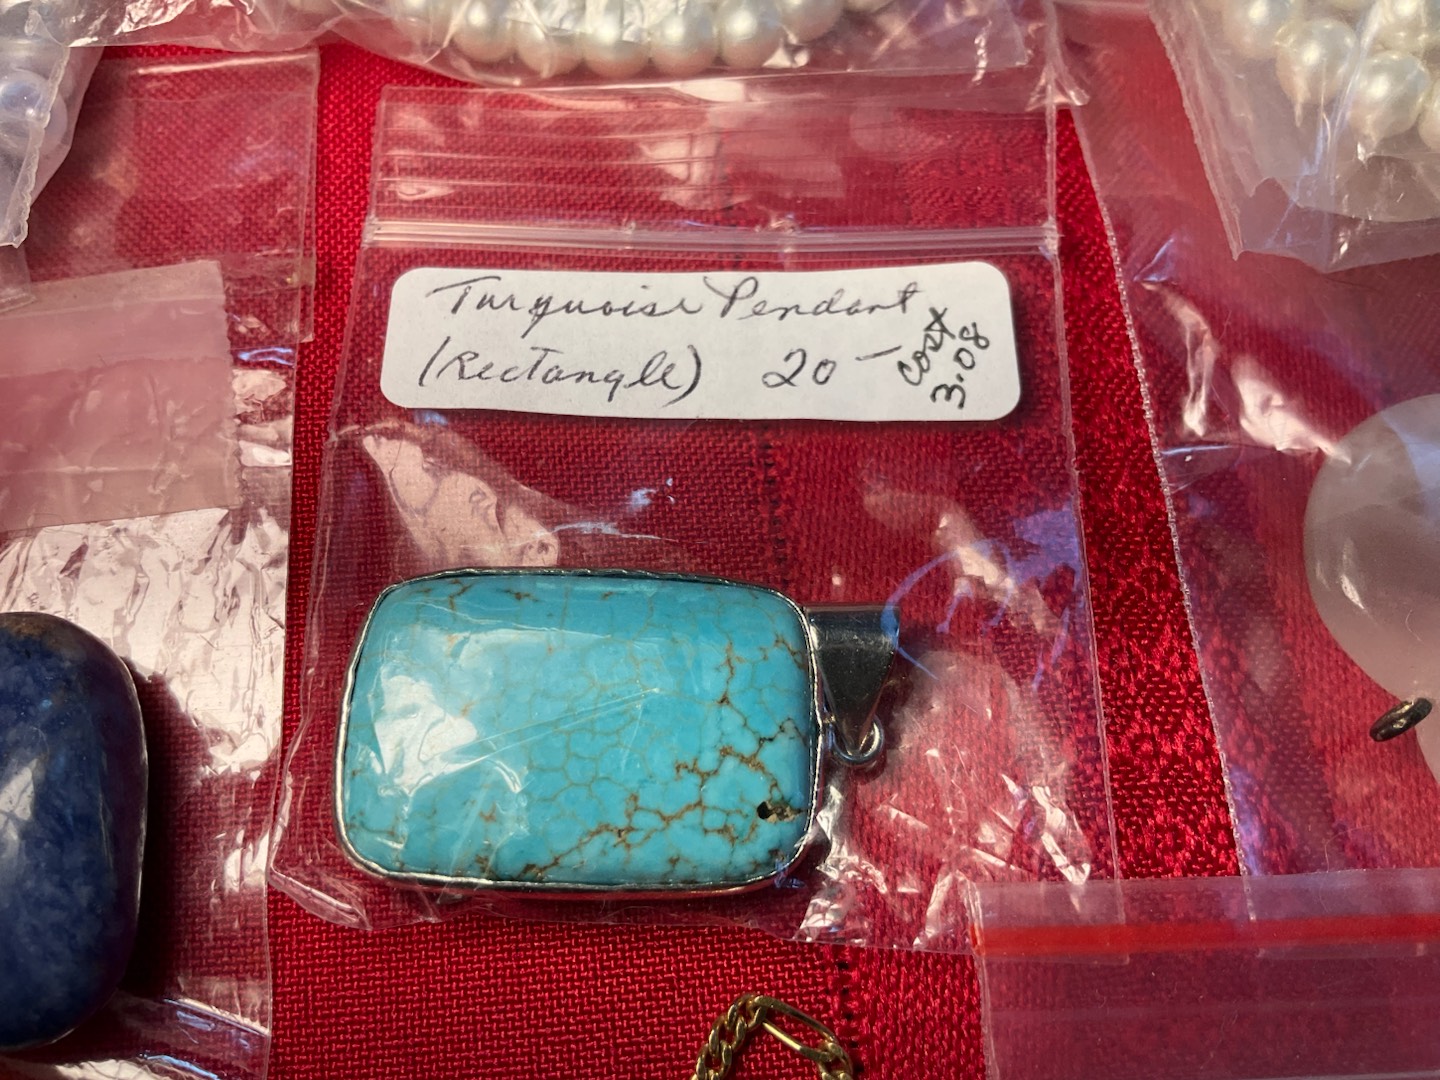 Turquoise Pendant
(Rectangle) 20 –
cost
3.08